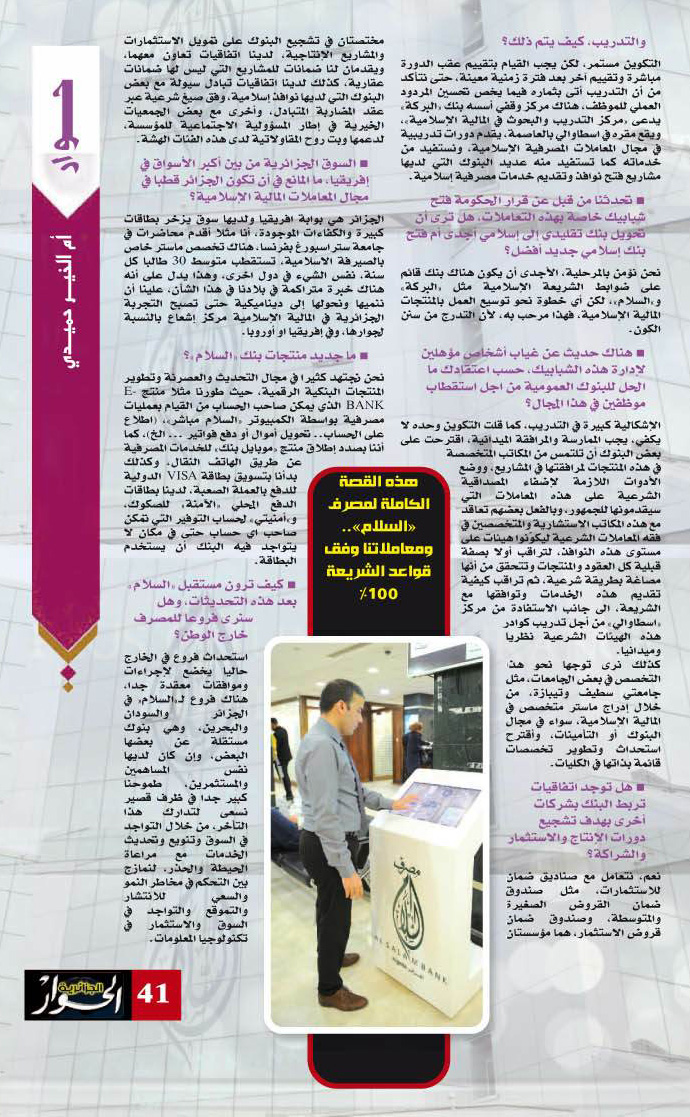 والتدريب، كيف يتم ذلك؟
التكوين مستمر، لكن يجب القيام بتقييم عقب الدورة
مباشرة وتقييم آخر بعد فترة زمنية معينة، حتى نتأكد
من أن التدريب أتى بثماره فيما يخص تحسين المردود
العملي للموظف، هناك مركز وقفي أسسه بنك «البركة»
يدعى «مركز التدريب والبحوث في المالية الإسلامية»،
ويقع مقره في اسطاوالي بالعاصمة، يقدم دورات تدريبية
في مجال المعاملات المصرفية الإسلامية، ونستفيد من
خدماته كما تستفيد منه عديد البنوك التي لديها
مشاريع فتح نوافذ وتقديم خدمات مصرفية إسلامية.
■ تحدثنا من قبل عن قرار الحكومة فتح
شبابيك خاصة بهذه التعاملات، هل ترى أن
تحويل بنك تقليدي إلى إسلامي أجدى أم فتح
بنك إسلامي جديد أفضل؟
نحن نؤمن بالمرحلية، الأجدى أن يكون هناك بنك قائم
على ضوابط الشريعة الإسلامية مثل «البركة»
و«السلام»، لكن أي خطوة نحو توسيع العمل بالمنتجات
المالية الإسلامية، فهذا مرحب به، لأن التدرج من سنن
الكون.
■ هناك حديث عن غياب أشخاص مؤهلين
لإدارة هذه الشبابيك، حسب اعتقادك ما
الحل للبنوك العمومية من اجل استقطاب
موظفين في هذا المجال؟
الإشكالية كبيرة في التدريب، كما قلت التكوين وحده لا
يكفي، يجب الممارسة والمرافقة الميدانية، اقترحت على
بعض البنوك أن تلتمس من المكاتب المتخصصة
في هذه المنتجات لمرافقتها في المشاريع، ووضع
الأدوات اللازمة لإضفاء المصداقية
الشرعية على هذه المعاملات التي
سيقدمونها للجمهور، وبالفعل بعضهم تعاقد
مع هذه المكاتب الاستشارية والمتخصصين في
فقه المعاملات الشرعية ليكونوا هيئات على
مستوى هذه النوافذ، لتراقب أولا بصفة
قبلية كل العقود والمنتجات وتتحقق من أنها
مصاغة بطريقة شرعية، ثم تراقب كيفية
تقديم هذه الخدمات وتوافقها مع
الشريعة، الى جانب الاستفادة من مركز
«اسطاوالي» من أجل تدريب كوادر
هذه الهيئات الشرعية نظريا
وميدانيا.
كذلك نرى توجها نحو هذا
التخصص في بعض الجامعات، مثل
جامعتي سطيف وتيبازة، من
خلال إدراج ماستر متخصص في
المالية الإسلامية، سواء في مجال
البنوك أو التأمينات، وأقترح
استحداث وتطوير تخصصات
قائمة بذاتها في الكليات.
■ هل توجد اتفاقيات
تربط البنك بشركات
أخرى بهدف تشجيع
دورات الإنتاج والاستثمار
والشراكة؟
نعم، نتعامل مع صناديق ضمان
للاستثمارات، مثل صندوق
ضمان القروض الصغيرة
والمتوسطة، وصندوق ضمان
قروض الاستثمار، هما مؤسستان
مختصتان في تشجيع البنوك على تمويل الاستثمارات
والمشاريع الإنتاجية، لدينا اتفاقيات تعاون معهما،
ويقدمان لنا ضمانات للمشاريع التي ليس لها ضمانات
عقارية، كذلك لدينا اتفاقيات تبادل سيولة مع بعض
البنوك التي لديها نوافذ إسلامية، وفق صيغ شرعية عبر
عقد المضاربة المتبادل، وأخرى مع بعض الجمعيات
الخيرية في إطار المسؤولية الاجتماعية للمؤسسة،
لدعمها وبث روح المقاولاتية لدى هذه الفئات الهشة.
■ السوق الجزائرية من بين أكبر الأسواق في
إفريقيا، ما المانع في أن تكون الجزائر قطبا في
مجال المعاملات المالية الإسلامية؟
الجزائر هي بوابة افريقيا ولديها سوق يزخر بطاقات
كبيرة والكفاءات الموجودة، أنا مثلا أقدم محاضرات في
جامعة ستراسبورغ بفرنسا، هناك تخصص ماستر خاص
بالصيرفة الاسلامية، تستقطب متوسط 30 طالبا كل
سنة، نفس الشيء في دول اخرى، وهذا يدل على أنه
هناك خبرة متراكمة في بلادنا في هذا الشأن، علينا أن
ننميها ونحولها إلى ديناميكية حتى تصبح التجربة
الجزائرية في المالية الإسلامية مركز إشعاع بالنسبة
لجوارها، وفي إفريقيا او أوروبا.
■ ما جديد منتجات بنك «السلام»؟
نحن نجتهد كثيرا في مجال التحديث والعصرنة وتطوير
المنتجات البنكية الرقمية، حيث طورنا مثلا منتج E-
BANK الذي يمكن صاحب الحساب من القيام بعمليات
مصرفية بواسطة الكمبيوتر «السلام مباشر»، (اطلاع
على الحساب.. تحويل أموال أو دفع فواتير ... الخ)، كما
أننا بصدد إطلاق منتج «موبايل بنك» للخدمات المصرفية
عن طريق الهاتف النقال، وكذلك
بدأنا بتسويق بطاقة VISA الدولية
للدفع بالعملة الصعبة، لدينا بطاقات
الدفع المحلي «الآمنة» للصكوك،
و«أمنيتي» لحساب التوفير التي تمكن
صاحب اي حساب حتى في مكان لا
يتواجد فيه البنك أن يستخدم
البطاقة.
■ كيف ترون مستقبل «السلام»
بعد هذه التحديثات، وهل
سنرى فروعا للمصرف
خارج الوطن؟
استحداث فروع في الخارج
حاليا يخضع لإجراءات
وموافقات معقدة جدا،
هناك فروع لـ«السلام» في
الجزائر والسودان
والبحرين، وهي بنوك
مستقلة عن بعضها
البعض، وإن كان لديها
نفس المساهمين
والمستثمرين، طموحنا
كبير جدا في ظرف قصير
نسعى لتدارك هذا
التأخر، من خلال التواجد
في السوق وتنويع وتحديث
الخدمات مع مراعاة
الحيطة والحذر، لنمازج
بين التحكم في مخاطر النمو
والسعي للانتشار
والتموقع والتواجد في
السوق والاستثمار في
تكنولوجيا المعلومات.
هذه القصة
الكاملة لمصرف
«السلام»..
ومعاملاتنا وفق
قواعد الشريعة
100٪
حوار
أم الخير حميدي
مصرف
السلام
AL SALAM BANK
Algeria
الجزائرية
الحوار
41